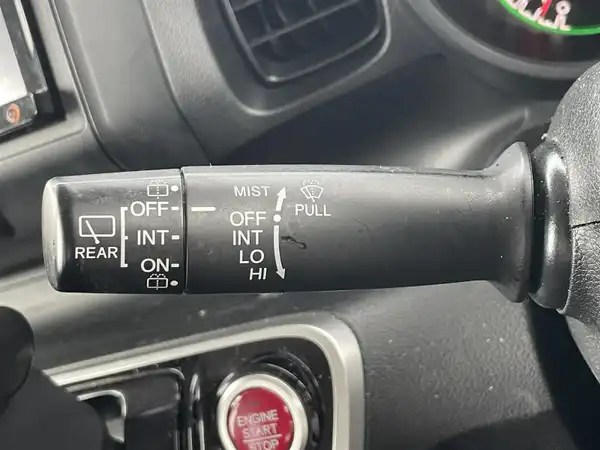 MIST
OFF
INT
LO
HI
PULL
REAR
OFF
INT
ON
ENGINE
START
STOP